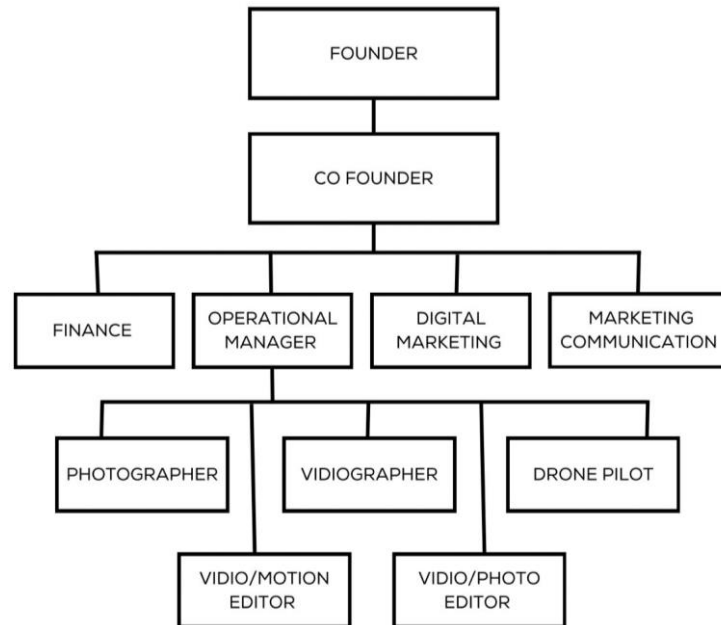 FOUNDER
CO FOUNDER
FINANCE
OPERATIONAL
MANAGER
DIGITAL
MARKETING
MARKETING
COMMUNICATION
PHOTOGRAPHER
VIDIOGRAPHER
DRONE PILOT
VIDIO/MOTION
EDITOR
VIDIO/PHOTO
EDITOR